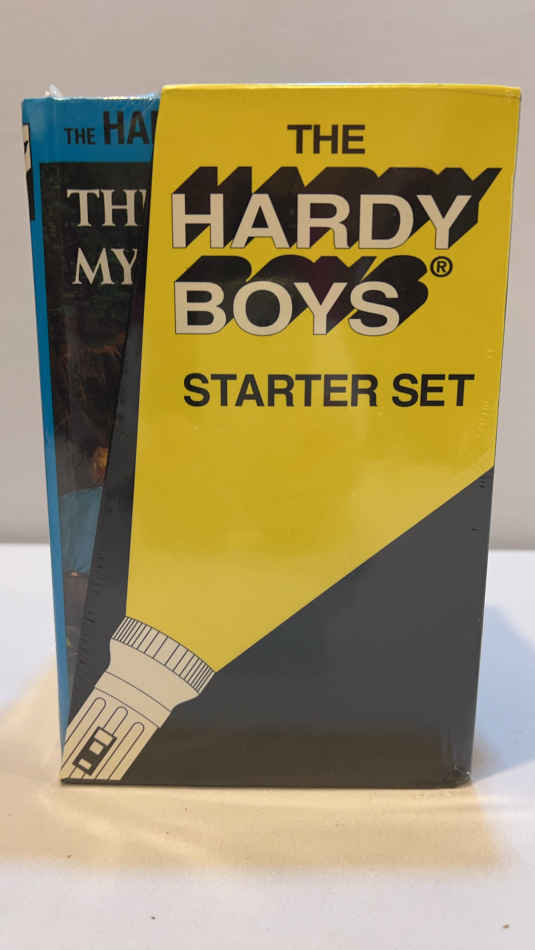 THE HA
TH
MY
THE
HARDY
BOYS®
STARTER SET